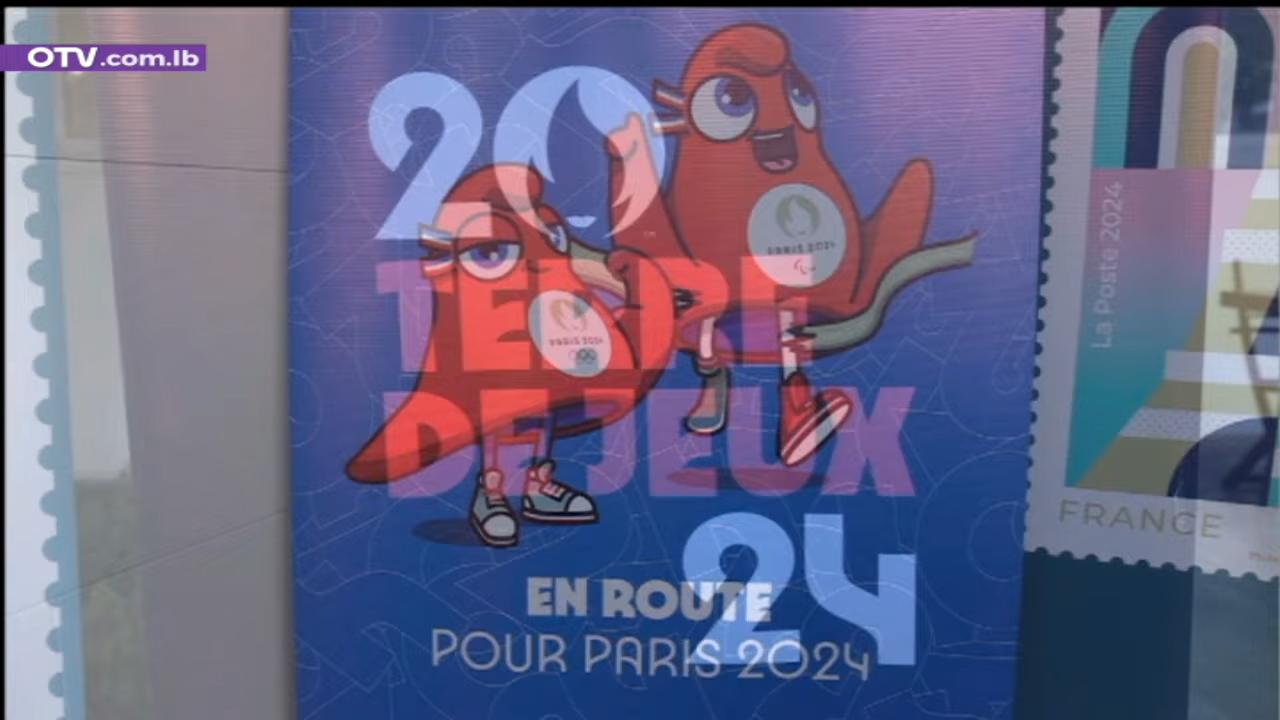 OTV.com.lb
20
TERRE
DE JEUX
24
PARIS 2024
PARIS 2024
EN ROUTE
POUR PARIS 2024
La Poste 2024
FRANCE